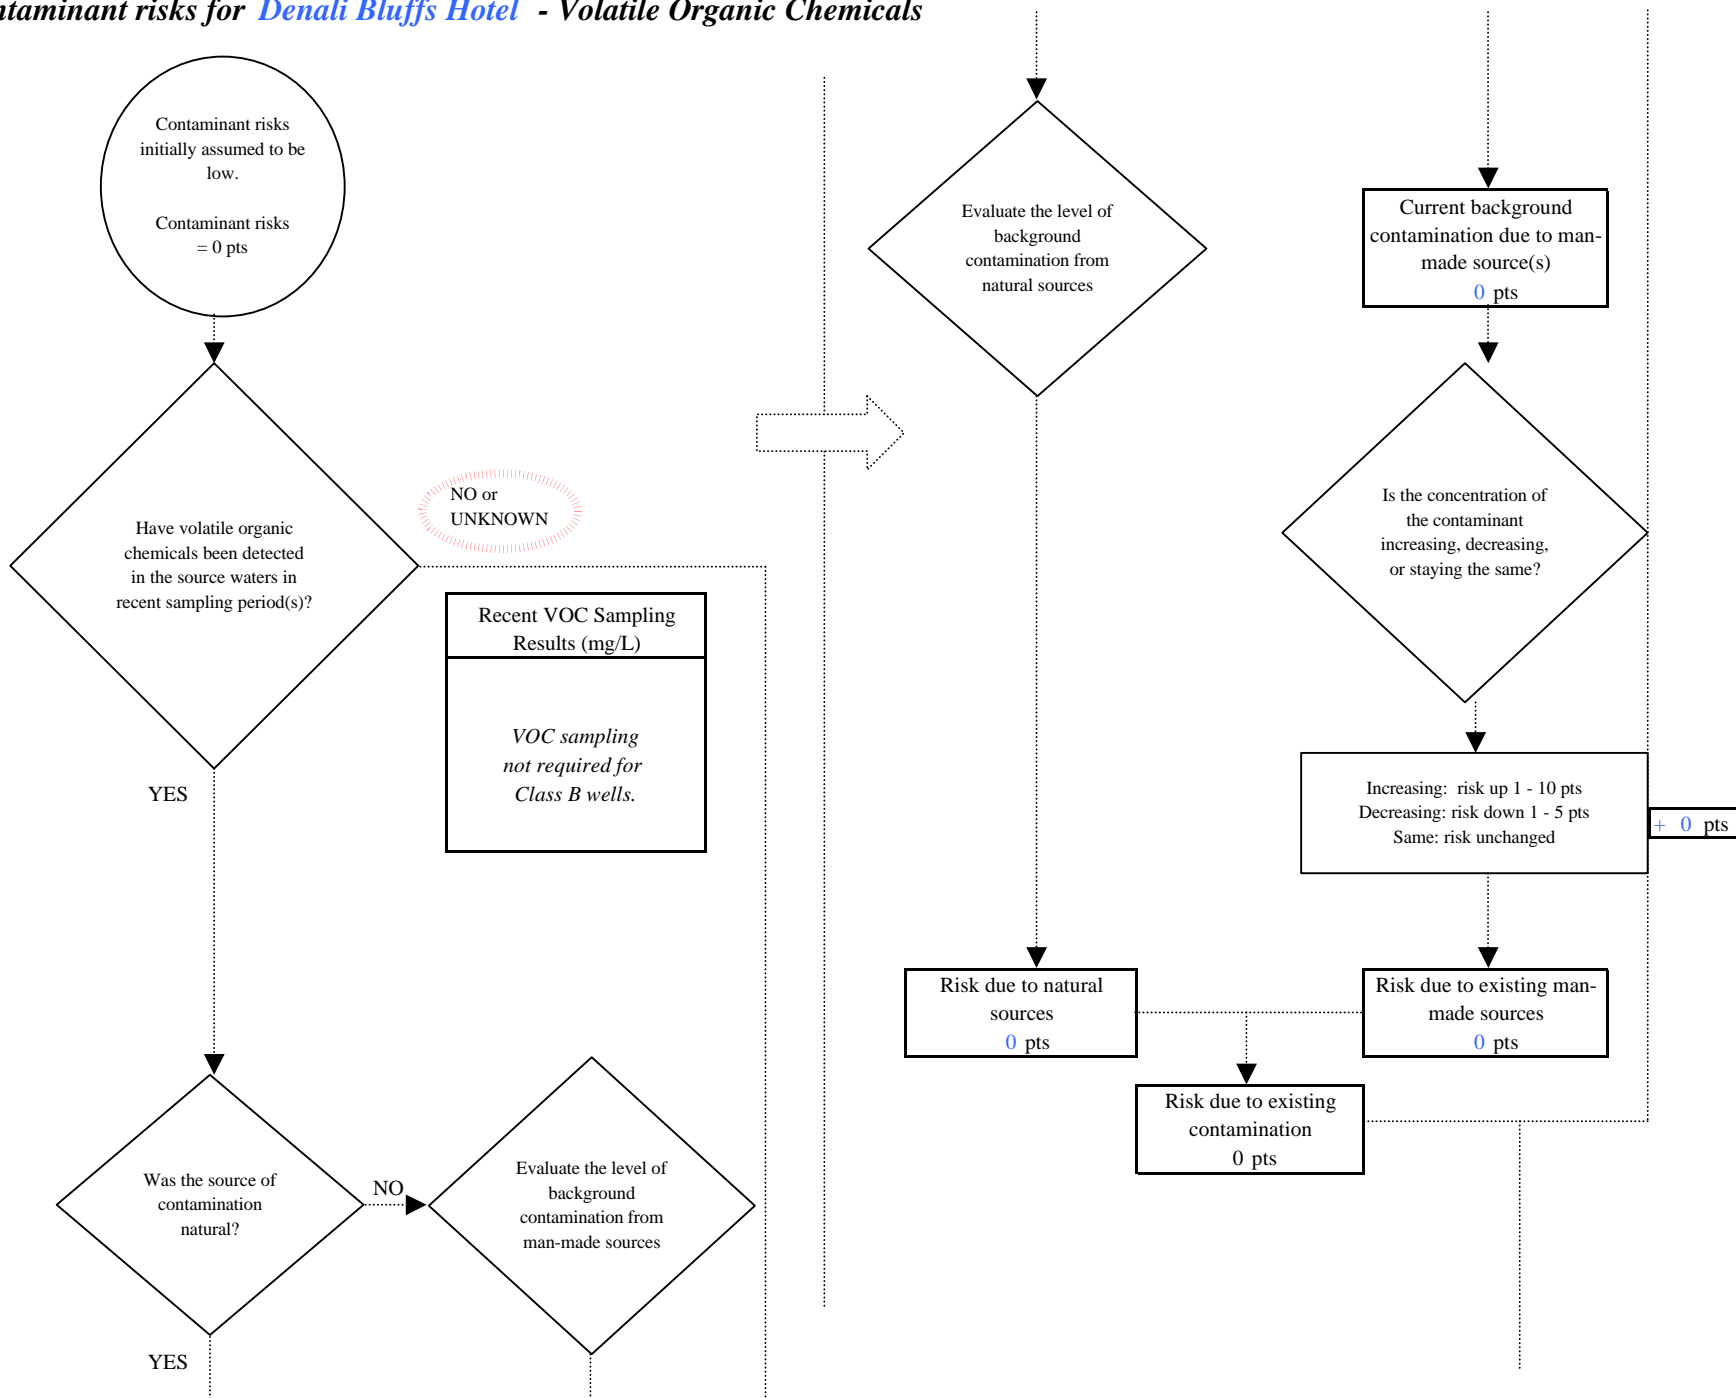 ntaminant risks for Denali Bluffs Hotel - Volatile Organic Chemicals
Contaminant risks
initially assumed to be
low.
Contaminant risks
= 0 pts
Have volatile organic
chemicals been detected
in the source waters in
recent sampling period(s)?
NO or
UNKNOWN
Recent VOC Sampling
Results (mg/L)
VOC sampling
not required for
Class B wells.
YES
Was the source of
contamination
natural?
NO
Evaluate the level of
background
contamination from
man-made sources
YES
Evaluate the level of
background
contamination from
natural sources
Current background
contamination due to man-
made source(s)
0 pts
Is the concentration of
the contaminant
increasing, decreasing,
or staying the same?
Increasing: risk up 1 - 10 pts
Decreasing: risk down 1 - 5 pts
Same: risk unchanged
+ 0 pts
Risk due to natural
sources
0 pts
Risk due to existing man-
made sources
0 pts
Risk due to existing
contamination
0 pts